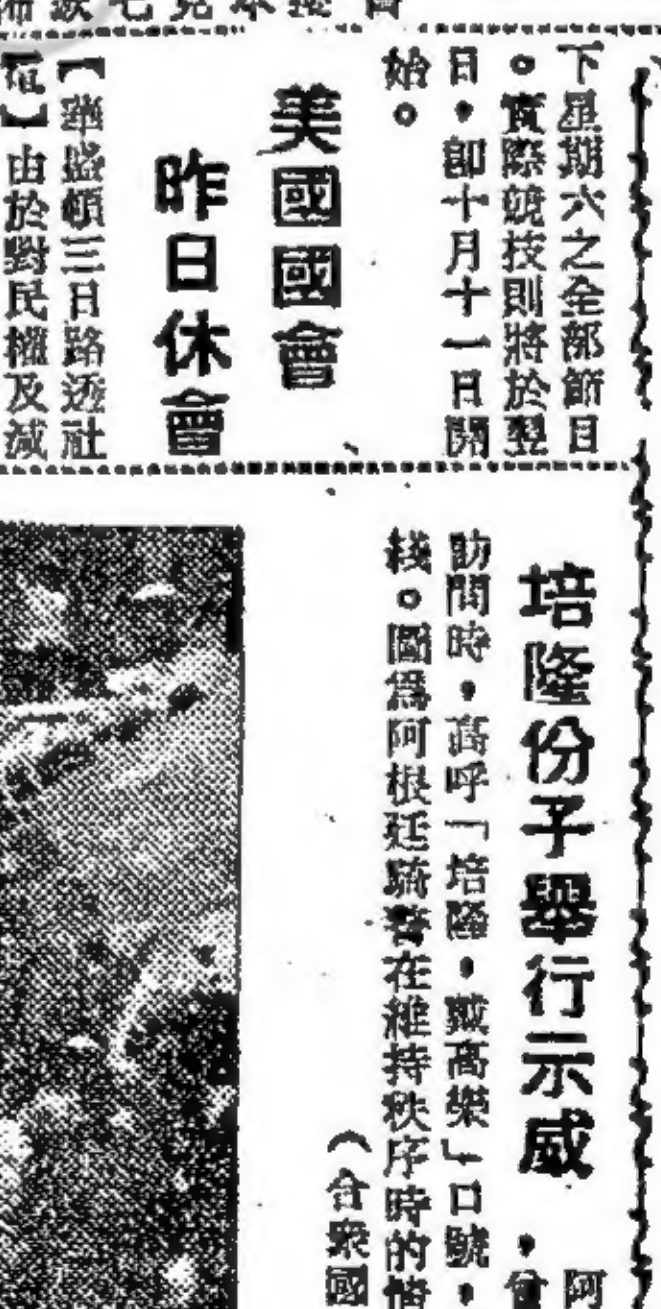 下星期六之全部節目
。實際競技則將於翌
日，即十月十一日開
始。
美國國會
昨日休會
【華盛頓三日路透社
電】由於對民權及減
培隆份子舉行示威
阿
，會
訪問時，高呼「培隆，戴高樂」口號，
棧。圖為阿根廷騎警在維持秩序時的情
（合眾國